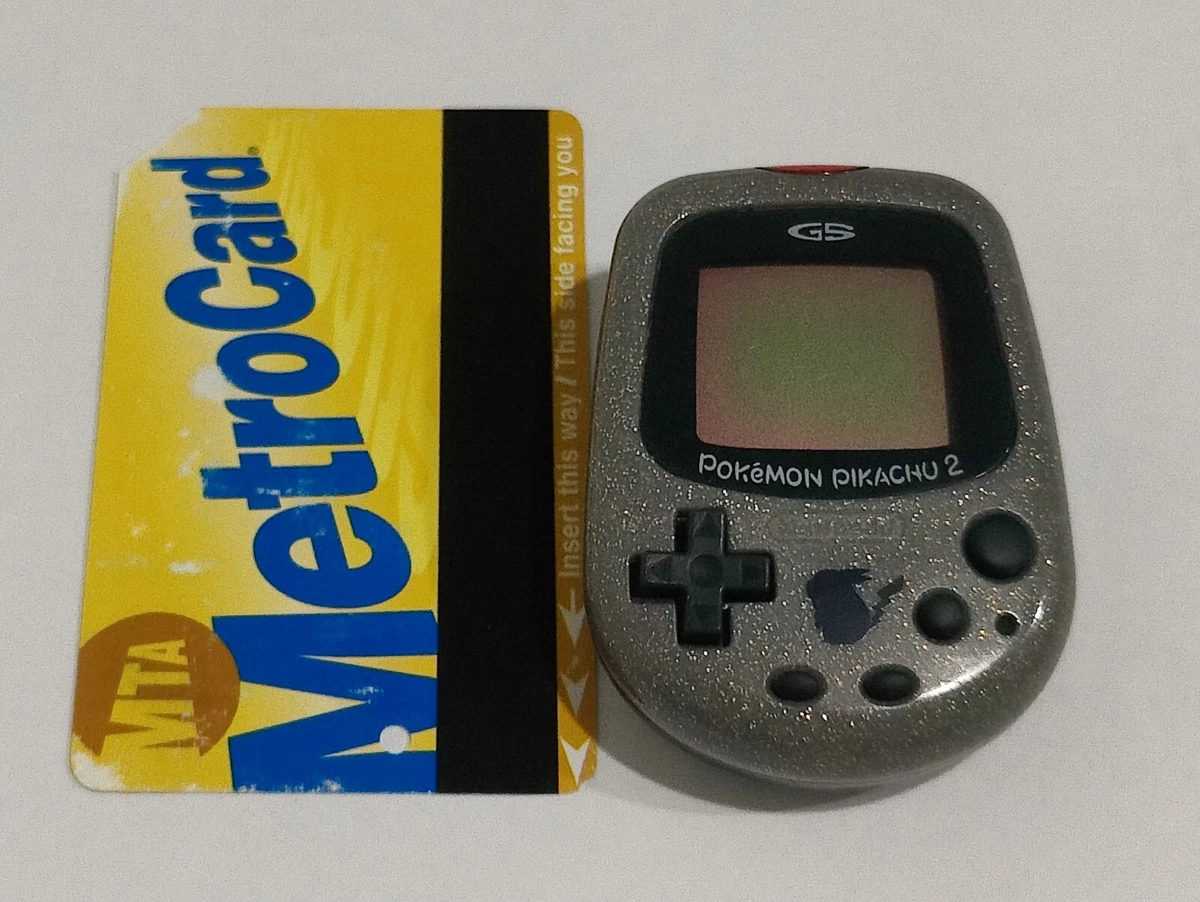 MetroCard®
MTA
Insert this way / This side facing you
GS
POKéMON PIKACHU 2